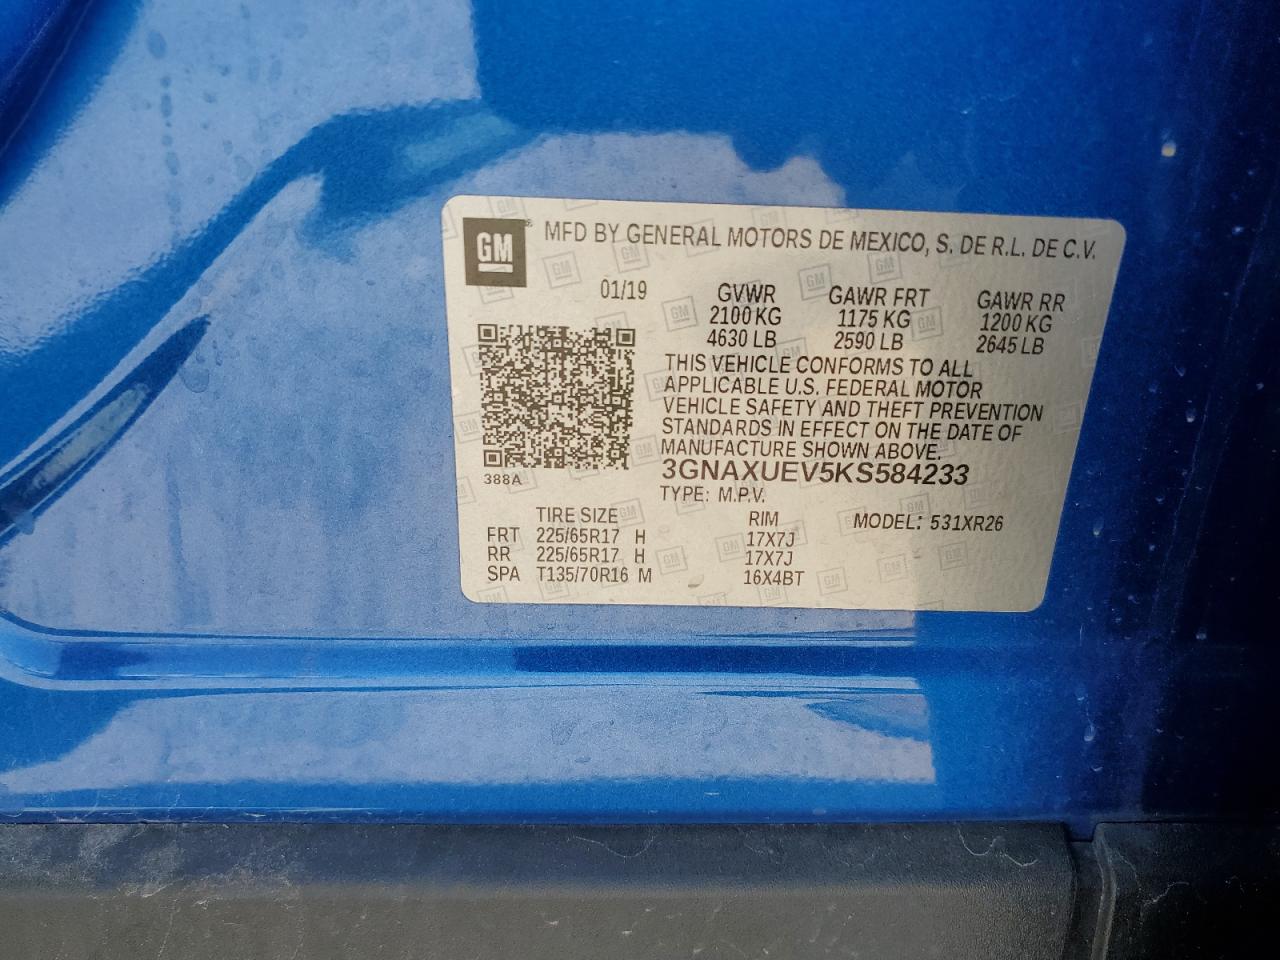 GM
MFD BY GENERAL MOTORS DE MEXICO, S. DE R.L. DE C.V.
01/19 GVWR GAWR FRT GAWR RR
2100 KG 1175 KG 1200 KG
4630 LB 2590 LB 2645 LB
THIS VEHICLE CONFORMS TO ALL
APPLICABLE U.S. FEDERAL MOTOR
VEHICLE SAFETY AND THEFT PREVENTION
STANDARDS IN EFFECT ON THE DATE OF
MANUFACTURE SHOWN ABOVE.
3GNAXUEV5KS584233
388A
TYPE: M.P.V.
TIRE SIZE RIM MODEL: 531XR26
FRT 225/65R17 H 17X7J
RR 225/65R17 H 17X7J
SPA T135/70R16 M 16X4BT